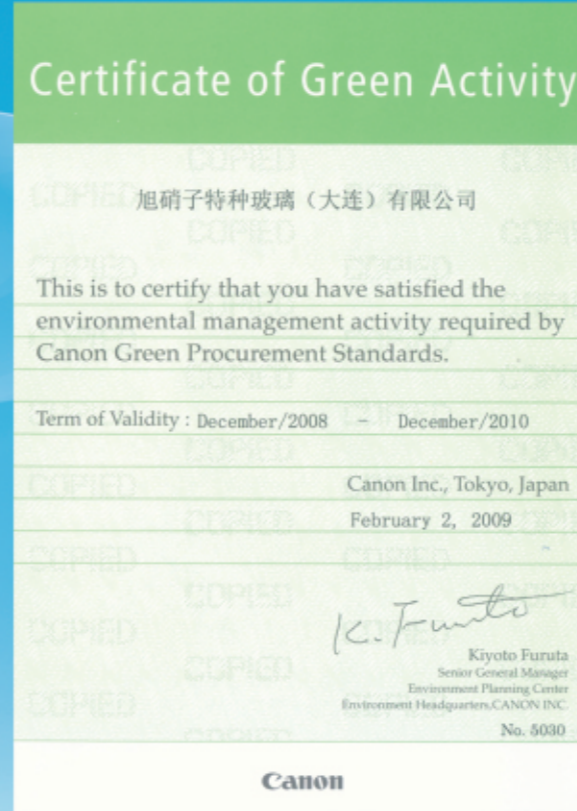 Certificate of Green Activity
旭硝子特种玻璃（大连）有限公司
This is to certify that you have satisfied the
environmental management activity required by
Canon Green Procurement Standards.
Term of Validity : December/2008 – December/2010
Canon Inc., Tokyo, Japan
February 2, 2009
K. Furuta
Kiyoto Furuta
Senior General Manager
Environment Planning Center
Environment Headquarters,CANON INC.
No. 5030
Canon
COPIED